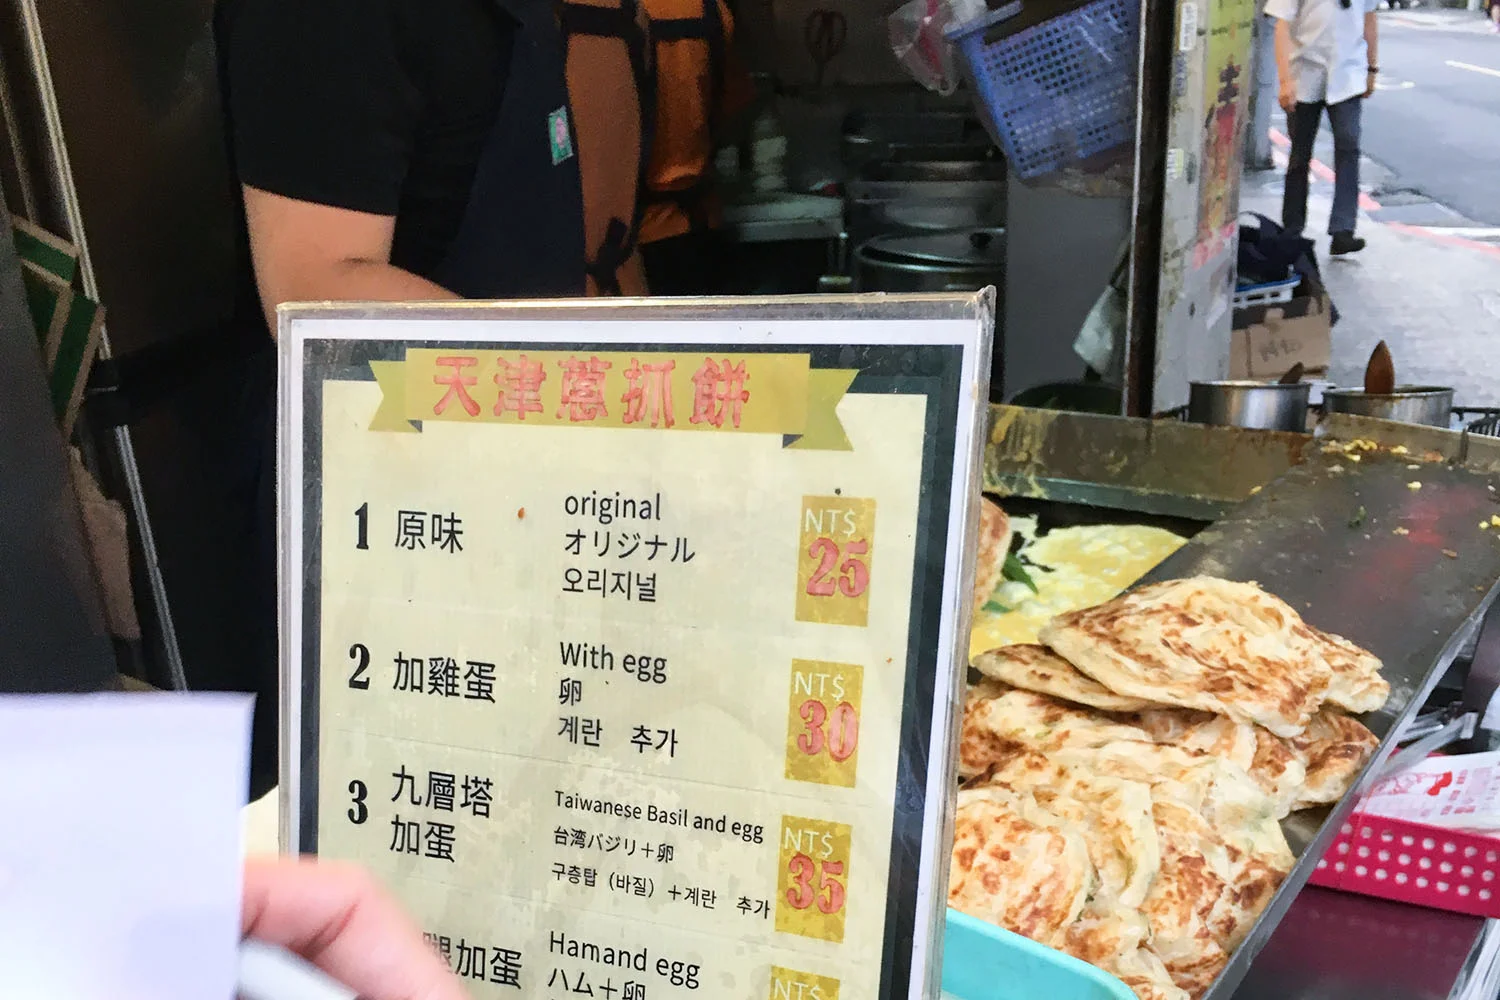 天津蔥抓餅
1 原味
original
オリジナル
오리지널
NT$
25
2 加雞蛋
With egg
卵
계란 추가
NT$
30
3 九層塔
加蛋
Taiwanese Basil and egg
台湾バジリ+卵
구층탑 (바질) +계란 추가
NT$
35
腿加蛋
Hamand egg
ハム+卵
NT$